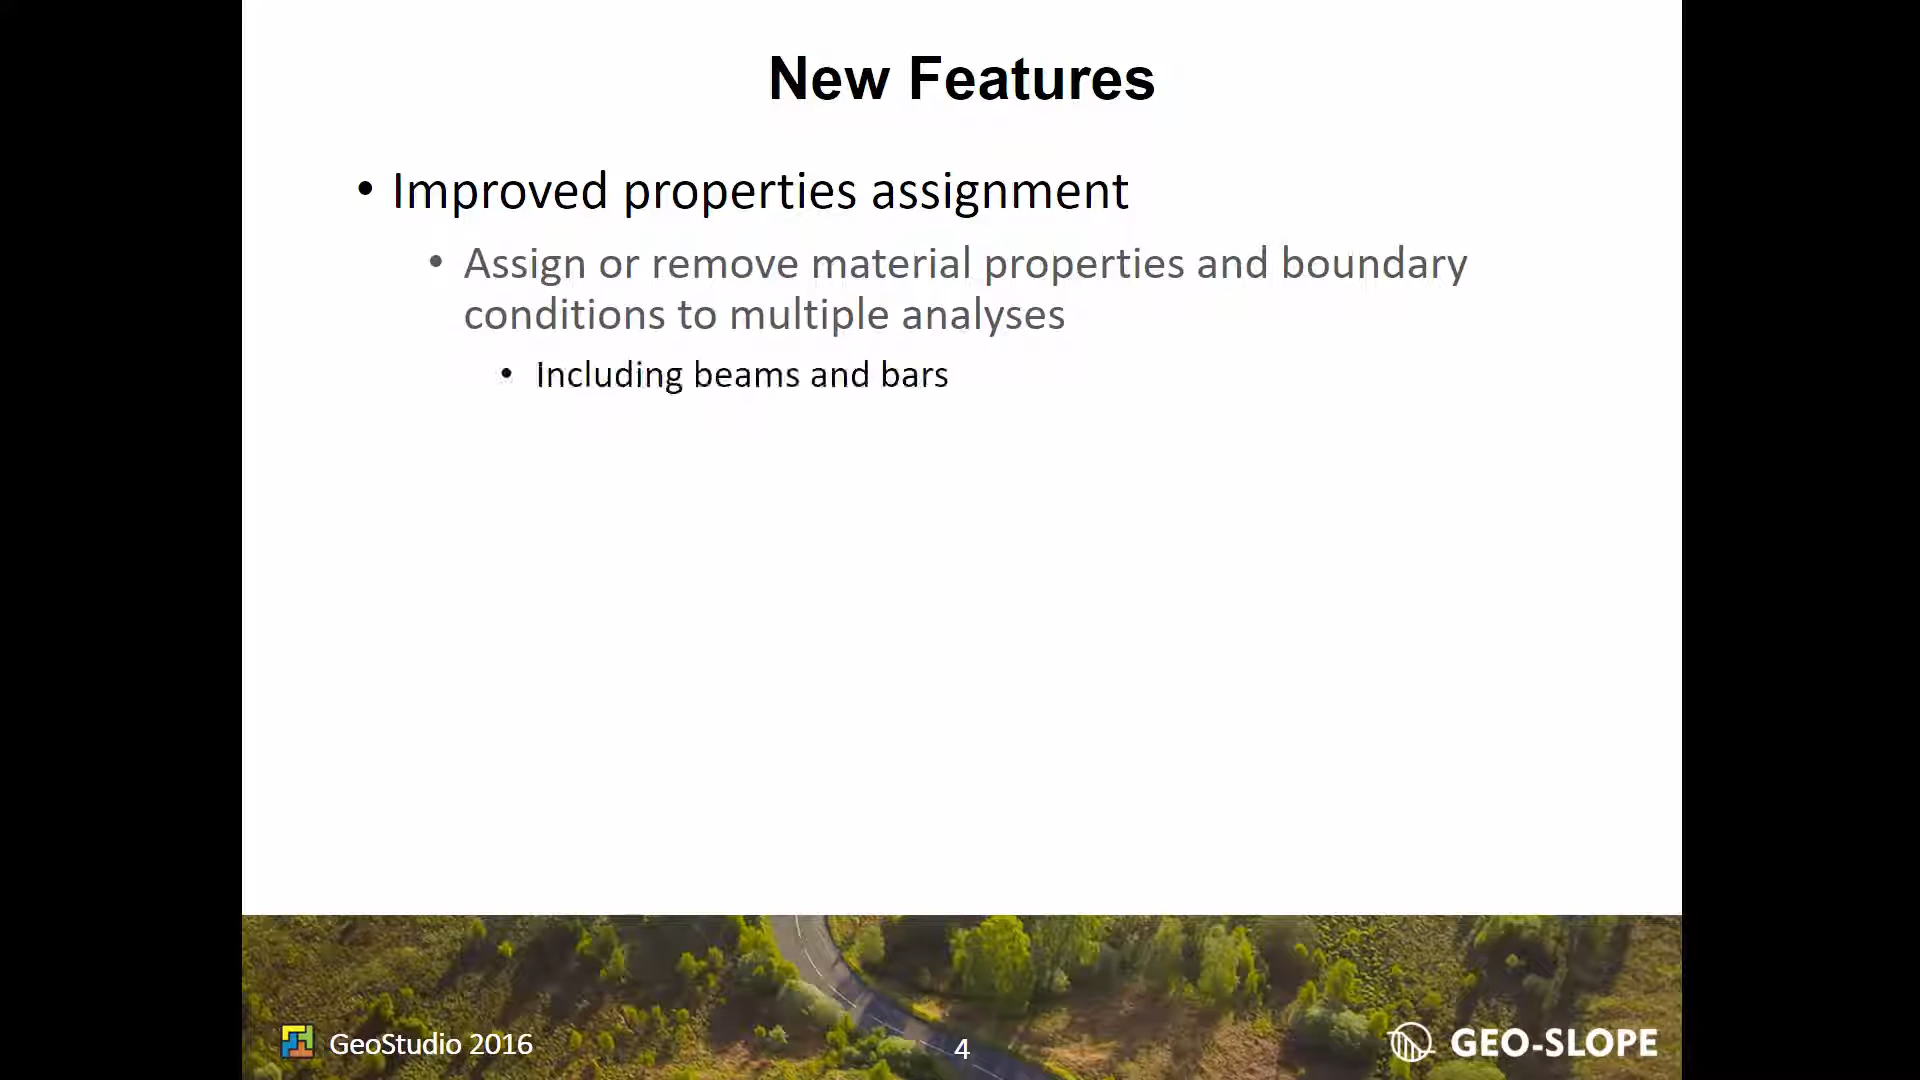 New Features
• Improved properties assignment
• Assign or remove material properties and boundary
conditions to multiple analyses
• Including beams and bars
GeoStudio 2016
4
GEO-SLOPE